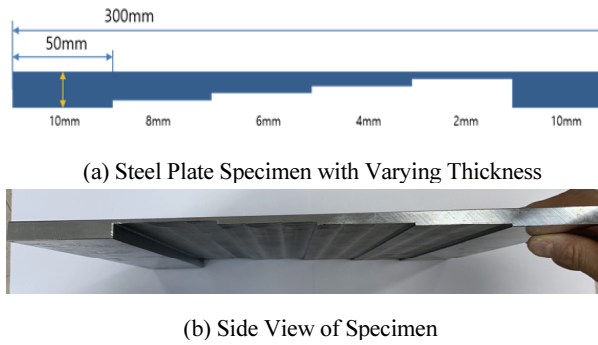 300mm
50mm
10mm 8mm 6mm 4mm 2mm 10mm
(a) Steel Plate Specimen with Varying Thickness
(b) Side View of Specimen